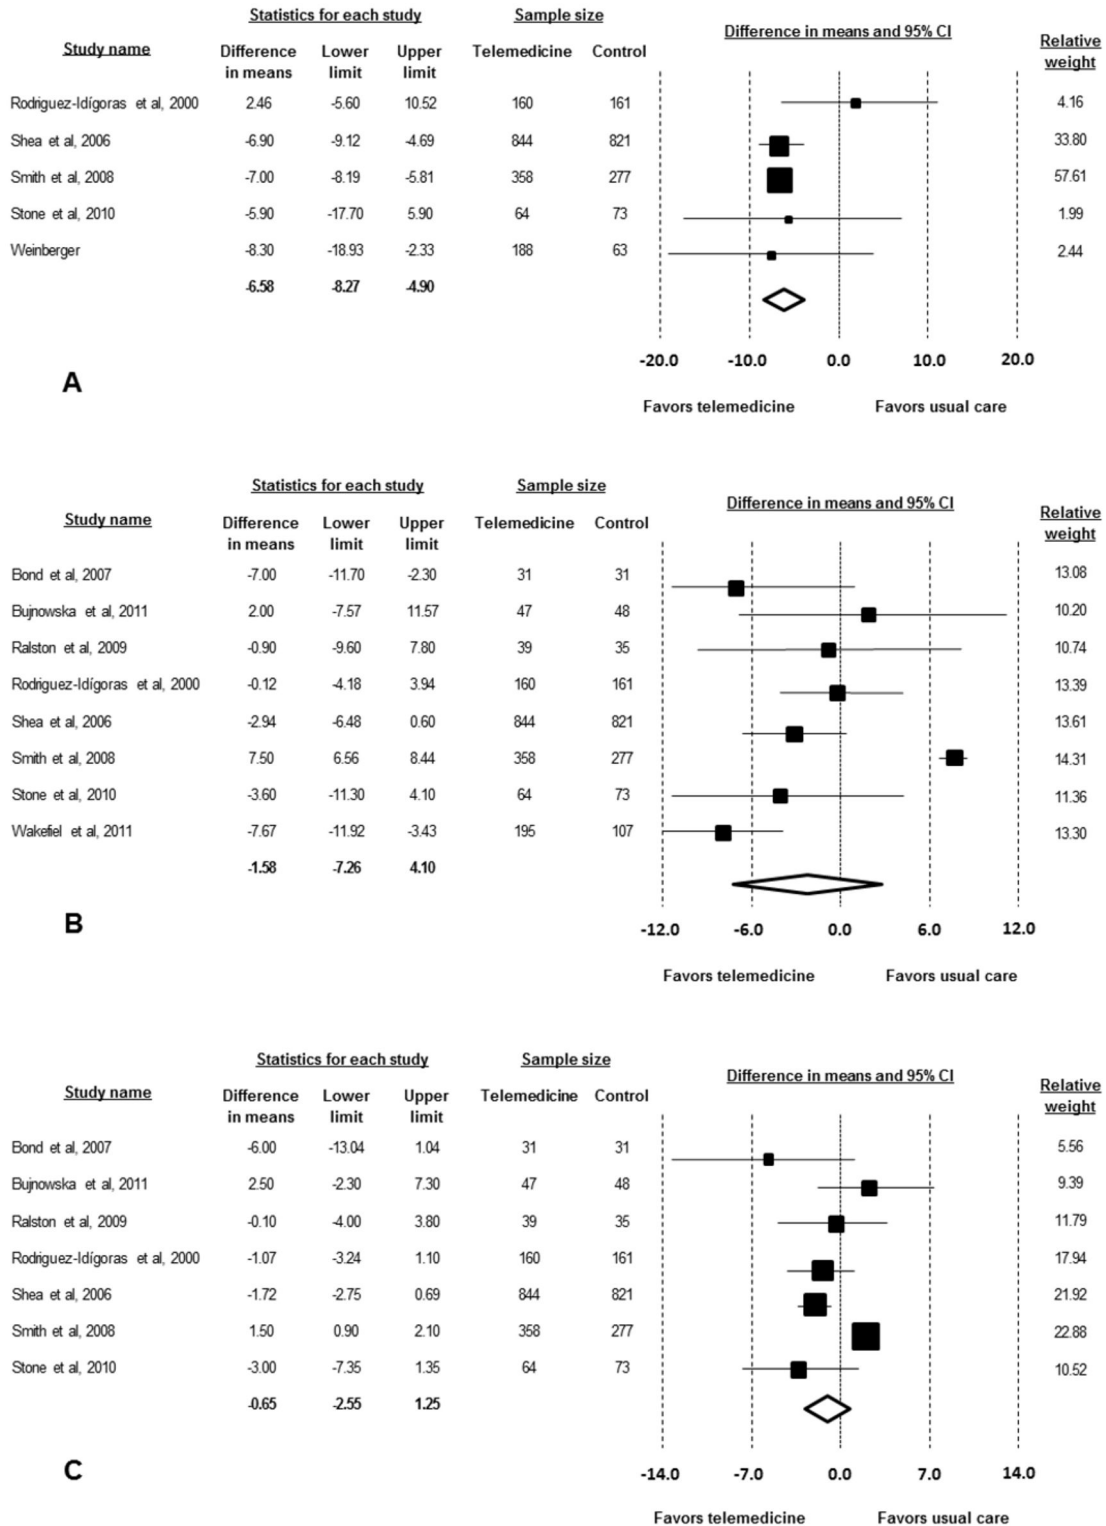 Statistics for each study Sample size Difference in means and 95% CI
Study name Difference in means Lower limit Upper limit Telemedicine Control Relative weight
Rodriguez-Idígoras et al, 2000 2.46 -5.60 10.52 160 161 4.16
Shea et al, 2006 -6.90 -9.12 -4.69 844 821 33.80
Smith et al, 2008 -7.00 -8.19 -5.81 358 277 57.61
Stone et al, 2010 -5.90 -17.70 5.90 64 73 1.99
Weinberger -8.30 -18.93 -2.33 188 63 2.44
-6.58 -8.27 -4.90
-20.0 -10.0 0.0 10.0 20.0
A
Favors telemedicine Favors usual care
Statistics for each study Sample size Difference in means and 95% CI
Study name Difference in means Lower limit Upper limit Telemedicine Control Relative weight
Bond et al, 2007 -7.00 -11.70 -2.30 31 31 13.08
Bujnowska et al, 2011 2.00 -7.57 11.57 47 48 10.20
Ralston et al, 2009 -0.90 -9.60 7.80 39 35 10.74
Rodriguez-Idígoras et al, 2000 -0.12 -4.18 3.94 160 161 13.39
Shea et al, 2006 -2.94 -6.48 0.60 844 821 13.61
Smith et al, 2008 7.50 6.56 8.44 358 277 14.31
Stone et al, 2010 -3.60 -11.30 4.10 64 73 11.36
Wakefiel et al, 2011 -7.67 -11.92 -3.43 195 107 13.30
-1.58 -7.26 4.10
B
-12.0 -6.0 0.0 6.0 12.0
Favors telemedicine Favors usual care
Statistics for each study Sample size Difference in means and 95% CI
Study name Difference in means Lower limit Upper limit Telemedicine Control Relative weight
Bond et al, 2007 -6.00 -13.04 1.04 31 31 5.56
Bujnowska et al, 2011 2.50 -2.30 7.30 47 48 9.39
Ralston et al, 2009 -0.10 -4.00 3.80 39 35 11.79
Rodriguez-Idígoras et al, 2000 -1.07 -3.24 1.10 160 161 17.94
Shea et al, 2006 -1.72 -2.75 0.69 844 821 21.92
Smith et al, 2008 1.50 0.90 2.10 358 277 22.88
Stone et al, 2010 -3.00 -7.35 1.35 64 73 10.52
-0.65 -2.55 1.25
C
-14.0 -7.0 0.0 7.0 14.0
Favors telemedicine Favors usual care